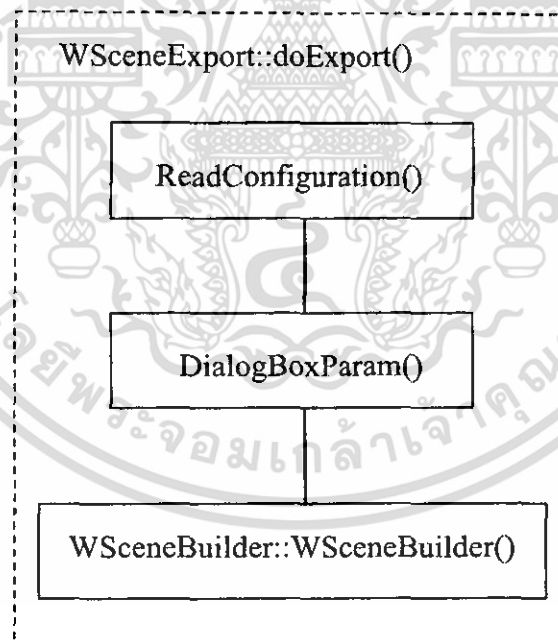 WSceneExport::doExport()
ReadConfiguration()
DialogBoxParam()
WSceneBuilder::WSceneBuilder()